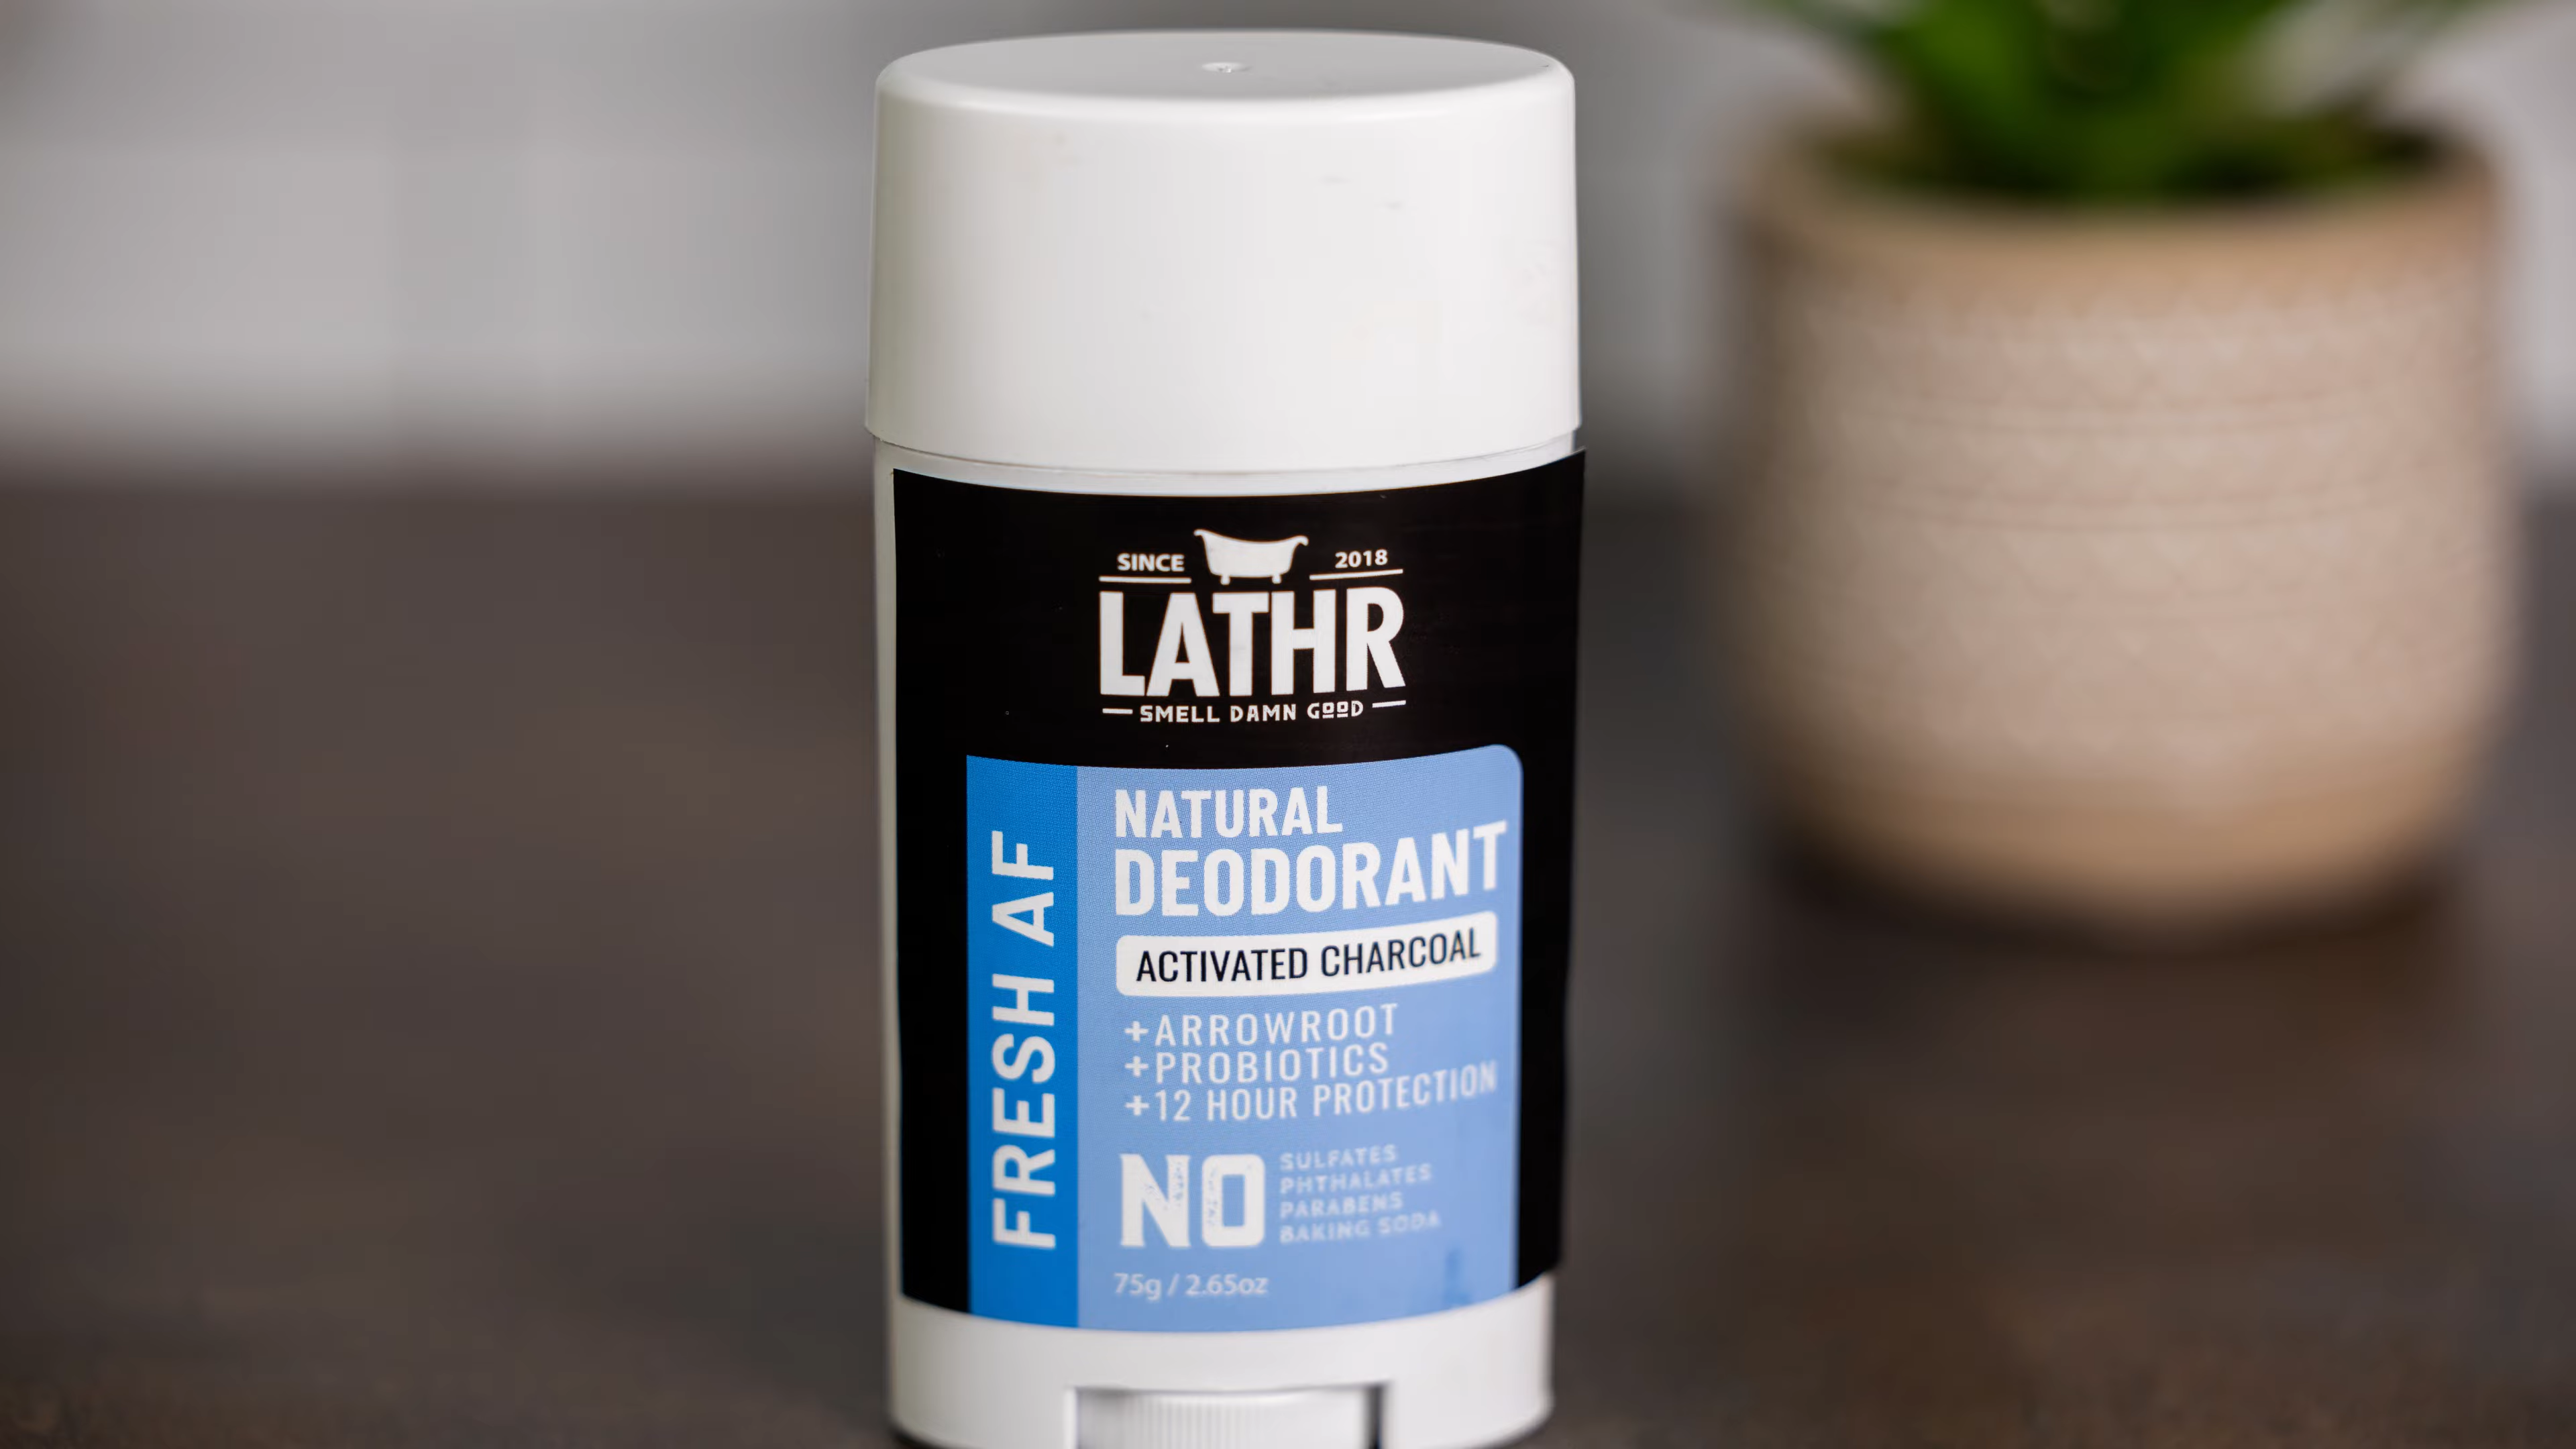 SINCE 2018
LATHR
SMELL DAMN GOOD
FRESH AF
NATURAL
DEODORANT
ACTIVATED CHARCOAL
+ARROWROOT
+PROBIOTICS
+12 HOUR PROTECTION
NO
SULFATES
PHTHALATES
PARABENS
BAKING SODA
75g / 2.65oz